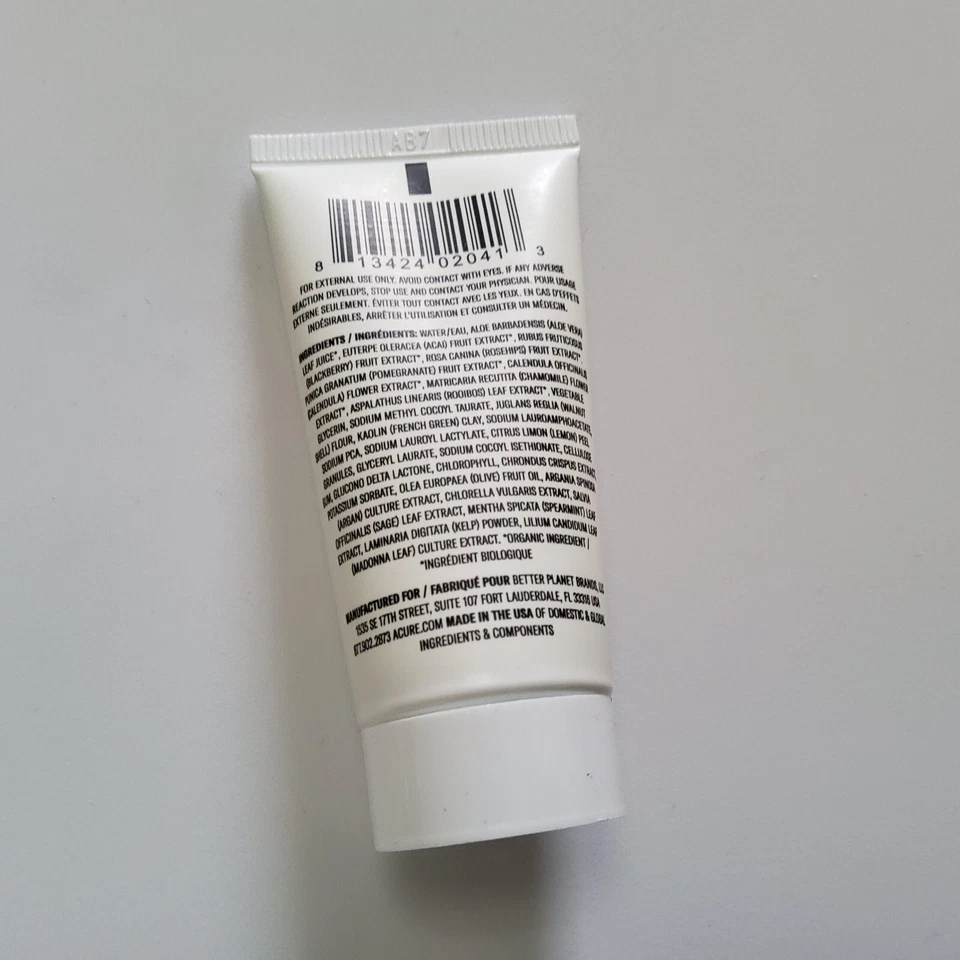 AG7
8 13424 02041 3
FOR EXTERNAL USE ONLY. AVOID CONTACT WITH EYES. IF ANY ADVERSE
REACTION DEVELOPS, STOP USE AND CONTACT YOUR PHYSICIAN. POUR USAGE
EXTERNE SEULEMENT. ÉVITER TOUT CONTACT AVEC LES YEUX. EN CAS D'EFFETS
INDÉSIRABLES, ARRÊTER L'UTILISATION ET CONSULTER UN MÉDECIN.
INGREDIENTS / INGRÉDIENTS: WATER/EAU, ALOE BARBADENSIS (ALOE VERA)
LEAF JUICE*, EUTERPE OLERACEA (ACAI) FRUIT EXTRACT*, RUBUS FRUTICOSUS
(BLACKBERRY) FRUIT EXTRACT*, ROSA CANINA (ROSEHIPS) FRUIT EXTRACT*,
PUNICA GRANATUM (POMEGRANATE) FRUIT EXTRACT*, CALENDULA OFFICINALIS
(CALENDULA) FLOWER EXTRACT*, MATRICARIA RECUTITA (CHAMOMILE) FLOWER
EXTRACT*, ASPALATHUS LINEARIS (ROOIBOS) LEAF EXTRACT*, VEGETABLE
GLYCERIN, SODIUM METHYL COCOYL TAURATE, JUGLANS REGLIA (WALNUT
SHELL) FLOUR, KAOLIN (FRENCH GREEN) CLAY, SODIUM LAUROAMPHOACETATE,
SODIUM PCA, SODIUM LAUROYL LACTYLATE, CITRUS LIMON (LEMON) PEEL
GRANULES, GLYCERYL LAURATE, SODIUM COCOYL ISETHIONATE, CELLULOSE
GUM, GLUCONO DELTA LACTONE, CHLOROPHYLL, CHRONDUS CRISPUS EXTRACT,
POTASSIUM SORBATE, OLEA EUROPAEA (OLIVE) FRUIT OIL, ARGANIA SPINOSA
(ARGAN) CULTURE EXTRACT, CHLORELLA VULGARIS EXTRACT, SALVIA
OFFICINALIS (SAGE) LEAF EXTRACT, MENTHA SPICATA (SPEARMINT) LEAF
EXTRACT, LAMINARIA DIGITATA (KELP) POWDER, LILIUM CANDIDUM LEAF
(MADONNA LEAF) CULTURE EXTRACT. *ORGANIC INGREDIENT /
*INGRÉDIENT BIOLOGIQUE
MANUFACTURED FOR / FABRIQUÉ POUR BETTER PLANET BRANDS, LLC
1535 SE 17TH STREET, SUITE 107 FORT LAUDERDALE, FL 33316 USA
877.902.2873 ACURE.COM MADE IN THE USA OF DOMESTIC & GLOBAL
INGREDIENTS & COMPONENTS